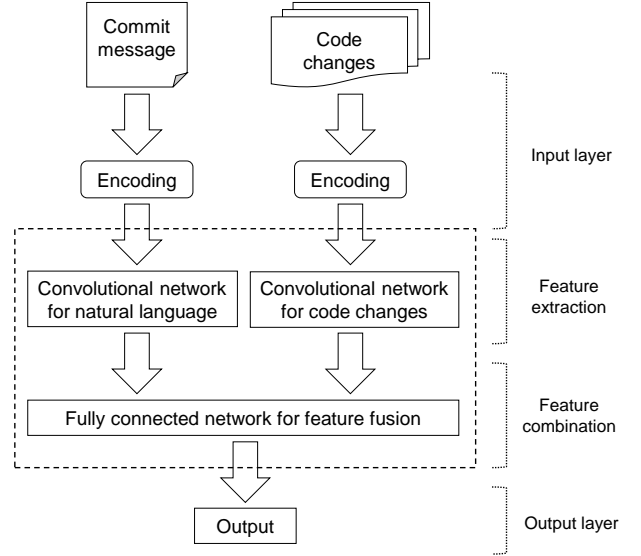 Commit
message
Code
changes
Input layer
Encoding
Encoding
Convolutional network
for natural language
Convolutional network
for code changes
Feature
extraction
Fully connected network for feature fusion
Feature
combination
Output
Output layer